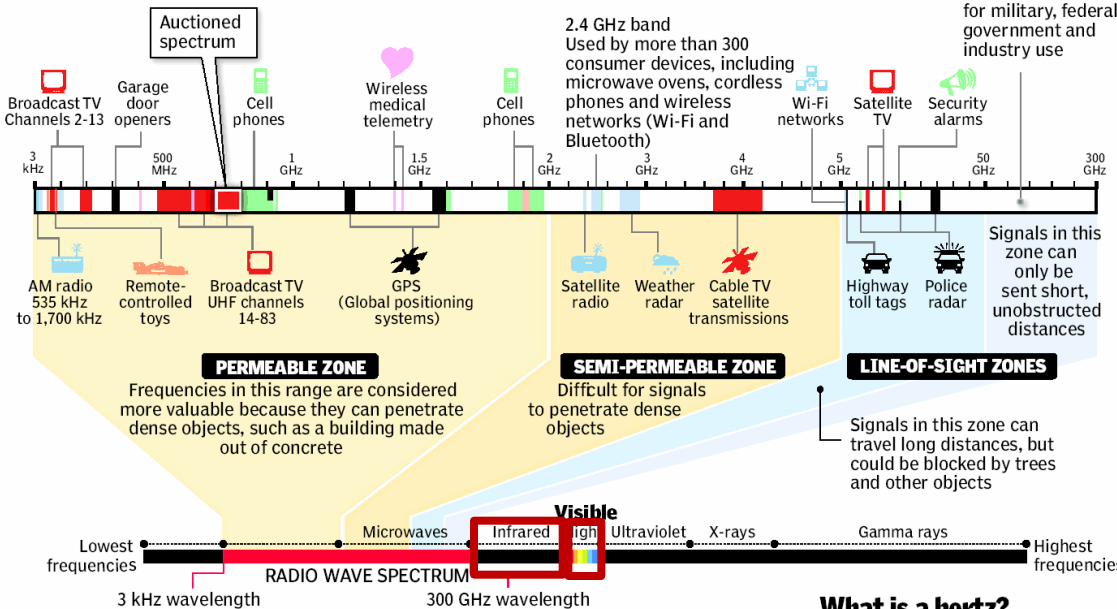 for military, federal
government and
industry use
Auctioned
spectrum
2.4 GHz band
Used by more than 300
consumer devices, including
microwave ovens, cordless
phones and wireless
networks (Wi-Fi and
Bluetooth)
Broadcast TV
Channels 2-13
Garage
door
openers
Cell
phones
Wireless
medical
telemetry
Cell
phones
Wi-Fi
networks
Satellite
TV
Security
alarms
3
kHz
500
MHz
1
GHz
1.5
GHz
2
GHz
3
GHz
4
GHz
5
GHz
50
GHz
300
GHz
AM radio
535 kHz
to 1,700 kHz
Remote-
controlled
toys
Broadcast TV
UHF channels
14-83
GPS
(Global positioning
systems)
Satellite
radio
Weather
radar
Cable TV
satellite
transmissions
Highway
toll tags
Police
radar
Signals in this
zone can
only be
sent short,
unobstructed
distances
PERMEABLE ZONE
Frequencies in this range are considered
more valuable because they can penetrate
dense objects, such as a building made
out of concrete
SEMI-PERMEABLE ZONE
Difficult for signals
to penetrate dense
objects
LINE-OF-SIGHT ZONES
Signals in this zone can
travel long distances, but
could be blocked by trees
and other objects
Lowest
frequencies
Microwaves
Infrared
Visible
light
Ultraviolet
X-rays
Gamma rays
Highest
frequencies
RADIO WAVE SPECTRUM
3 kHz wavelength
300 GHz wavelength
What is a hertz?